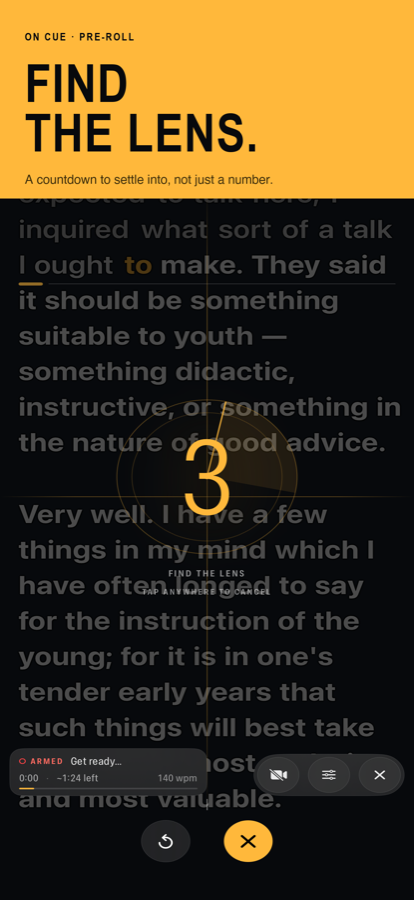 ON CUE · PRE-ROLL
FIND
THE LENS.
A countdown to settle into, not just a number.
expected to talk here, I
inquired what sort of a talk
I ought to make. They said
it should be something
suitable to youth —
something didactic,
instructive, or something in
the nature of good advice.
3
Very well. I have a few
things in my mind which I
FIND THE LENS
have often longed to say
TAP ANYWHERE TO CANCEL
for the instruction of the
young; for it is in one's
tender early years that
such things will best take
most
ARMED Get ready...
0:00 · ~1:24 left 140 wpm
and most valuable.